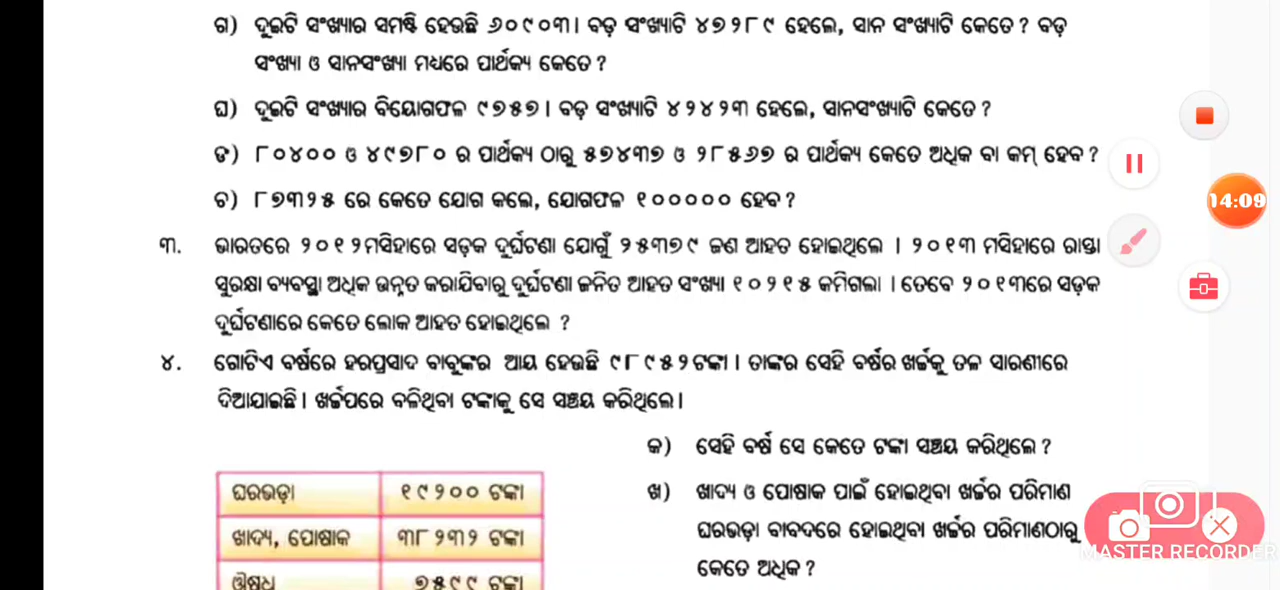 ଗ) ଦୁଇଟି ସଂଖ୍ୟାର ସମଷ୍ଟି ହେଉଛି ୬୦୯୦୩। ବଡ଼ ସଂଖ୍ୟାଟି ୪୭୨୮୯ ହେଲେ, ସାନ ସଂଖ୍ୟାଟି କେତେ? ବଡ଼
ସଂଖ୍ୟା ଓ ସାନସଂଖ୍ୟା ମଧ୍ୟରେ ପାର୍ଥକ୍ୟ କେତେ?
ଘ) ଦୁଇଟି ସଂଖ୍ୟାର ବିୟୋଗଫଳ ୯୭୫୭। ବଡ଼ ସଂଖ୍ୟାଟି ୪୨୪୨୩ ହେଲେ, ସାନସଂଖ୍ୟାଟି କେତେ?
ଙ) ୮୦୪୦୦ ଓ ୪୯୭୮୦ ର ପାର୍ଥକ୍ୟ ଠାରୁ ୫୭୪୩୭ ଓ ୨୮୫୬୭ ର ପାର୍ଥକ୍ୟ କେତେ ଅଧିକ ବା କମ୍ ହେବ?
ଚ) ୮୭୩୨୫ ରେ କେତେ ଯୋଗ କଲେ, ଯୋଗଫଳ ୧୦୦୦୦୦ ହେବ?
୩. ଭାରତରେ ୨୦୧୨ମସିହାରେ ସଡ଼କ ଦୁର୍ଘଟଣା ଯୋଗୁଁ ୨୫୩୭୯ ଜଣ ଆହତ ହୋଇଥିଲେ । ୨୦୧୩ ମସିହାରେ ରାସ୍ତା
ସୁରକ୍ଷା ବ୍ୟବସ୍ଥା ଅଧିକ ଉନ୍ନତ କରାଯିବାରୁ ଦୁର୍ଘଟଣା ଜନିତ ଆହତ ସଂଖ୍ୟା ୧୦୨୧୫ କମିଗଲା । ତେବେ ୨୦୧୩ରେ ସଡ଼କ
ଦୁର୍ଘଟଣାରେ କେତେ ଲୋକ ଆହତ ହୋଇଥିଲେ ?
୪. ଗୋଟିଏ ବର୍ଷରେ ହରପ୍ରସାଦ ବାବୁଙ୍କର ଆୟ ହେଉଛି ୯୮୯୫୨ଟଙ୍କା। ତାଙ୍କର ସେହି ବର୍ଷର ଖର୍ଚ୍ଚକୁ ତଳ ସାରଣୀରେ
ଦିଆଯାଇଛି। ଖର୍ଚ୍ଚପରେ ବଳିଥିବା ଟଙ୍କାକୁ ସେ ସଞ୍ଚୟ କରିଥିଲେ।
କ) ସେହି ବର୍ଷ ସେ କେତେ ଟଙ୍କା ସଞ୍ଚୟ କରିଥିଲେ?
ଖ) ଖାଦ୍ୟ ଓ ପୋଷାକ ପାଇଁ ହୋଇଥିବା ଖର୍ଚ୍ଚର ପରିମାଣ
ଘରଭଡ଼ା ବାବଦରେ ହୋଇଥିବା ଖର୍ଚ୍ଚର ପରିମାଣଠାରୁ
କେତେ ଅଧିକ?
ଘରଭଡ଼ା ୧୯୨୦୦ ଟଙ୍କା
ଖାଦ୍ୟ, ପୋଷାକ ୩୮୨୩୨ ଟଙ୍କା
ଔଷଧ ୭୫୯୯ ଟଙ୍କା
14:09
MASTER RECORDER